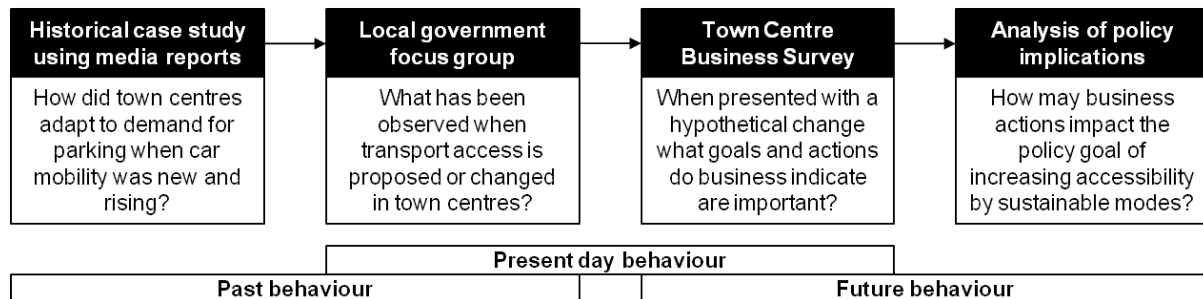 Historical case study
using media reports
How did town centres
adapt to demand for
parking when car
mobility was new and
rising?
Local government
focus group
What has been
observed when
transport access is
proposed or changed
in town centres?
Town Centre
Business Survey
When presented with a
hypothetical change
what goals and actions
do business indicate
are important?
Analysis of policy
implications
How may business
actions impact the
policy goal of
increasing accessibility
by sustainable modes?
Present day behaviour
Past behaviour
Future behaviour